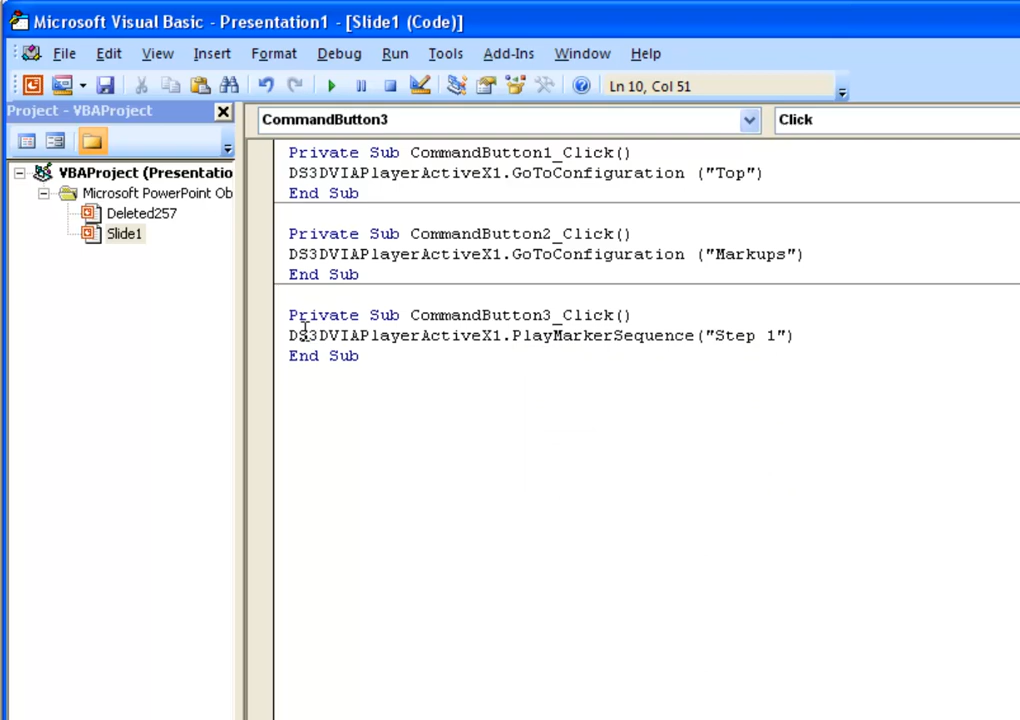 Microsoft Visual Basic - Presentation1 - [Slide1 (Code)]
File Edit View Insert Format Debug Run Tools Add-Ins Window Help
Ln 10, Col 51
Project - VBAProject
CommandButton3
Click
VBAProject (Presentatio
Microsoft PowerPoint Ob
Deleted257
Slide1
Private Sub CommandButton1_Click()
DS3DVIAPlayerActiveX1.GoToConfiguration ("Top")
End Sub
Private Sub CommandButton2_Click()
DS3DVIAPlayerActiveX1.GoToConfiguration ("Markups")
End Sub
Private Sub CommandButton3_Click()
DS3DVIAPlayerActiveX1.PlayMarkerSequence("Step 1")
End Sub